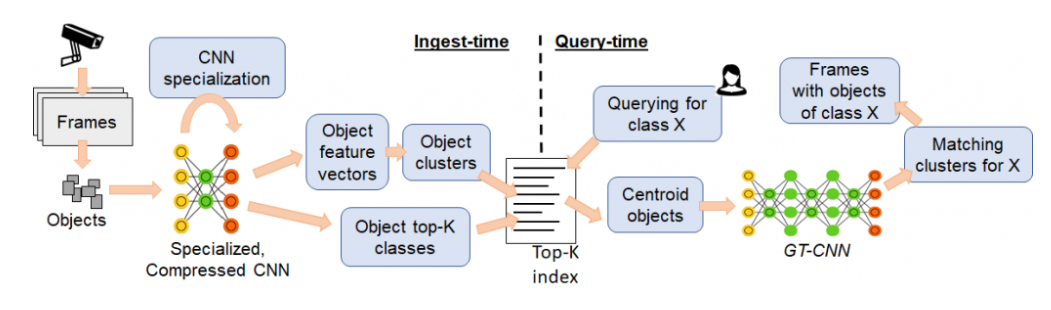 Ingest-time
Query-time
CNN
specialization
Frames
Objects
Specialized,
Compressed CNN
Object
feature
vectors
Object
clusters
Object top-K
classes
Top-K
index
Querying for
class X
Centroid
objects
GT-CNN
Matching
clusters for X
Frames
with objects
of class X